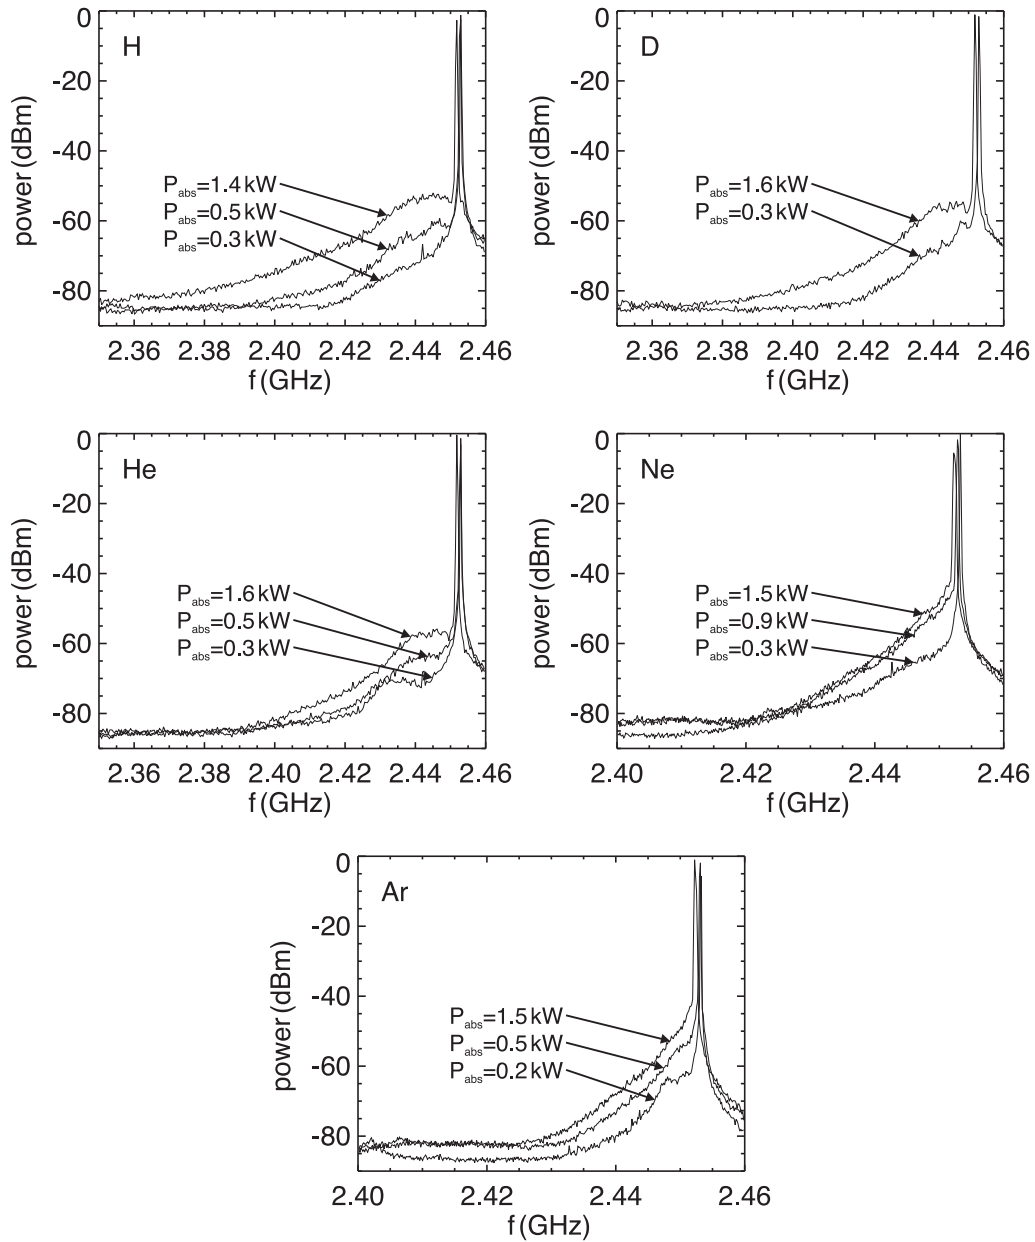 H
power (dBm)
0
-20
-40
-60
-80
P_abs=1.4 kW
P_abs=0.5 kW
P_abs=0.3 kW
2.36 2.38 2.40 2.42 2.44 2.46
f (GHz)
D
power (dBm)
0
-20
-40
-60
-80
P_abs=1.6 kW
P_abs=0.3 kW
2.36 2.38 2.40 2.42 2.44 2.46
f (GHz)
He
power (dBm)
0
-20
-40
-60
-80
P_abs=1.6 kW
P_abs=0.5 kW
P_abs=0.3 kW
2.36 2.38 2.40 2.42 2.44 2.46
f (GHz)
Ne
power (dBm)
0
-20
-40
-60
-80
P_abs=1.5 kW
P_abs=0.9 kW
P_abs=0.3 kW
2.40 2.42 2.44 2.46
f (GHz)
Ar
power (dBm)
0
-20
-40
-60
-80
P_abs=1.5 kW
P_abs=0.5 kW
P_abs=0.2 kW
2.40 2.42 2.44 2.46
f (GHz)